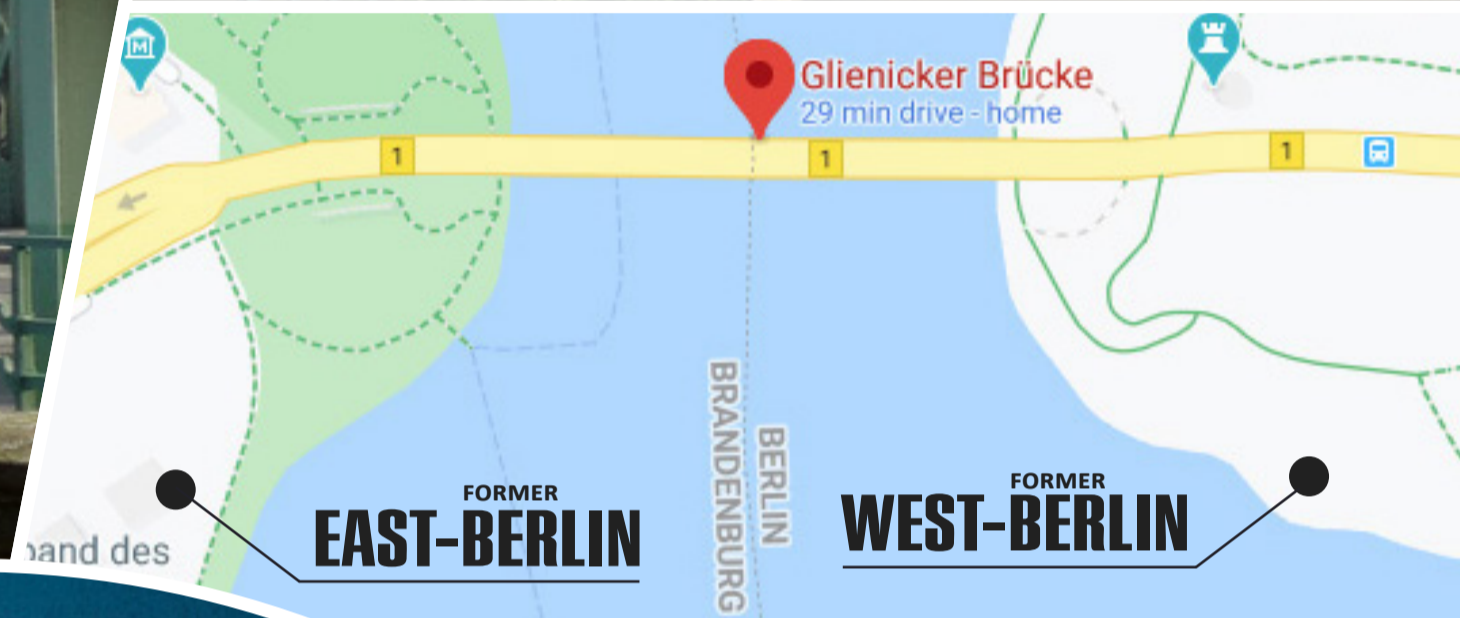 M
Glienicker Brücke
29 min drive - home
1
1
1
BRANDENBURG
BERLIN
FORMER
EAST-BERLIN
FORMER
WEST-BERLIN
band des